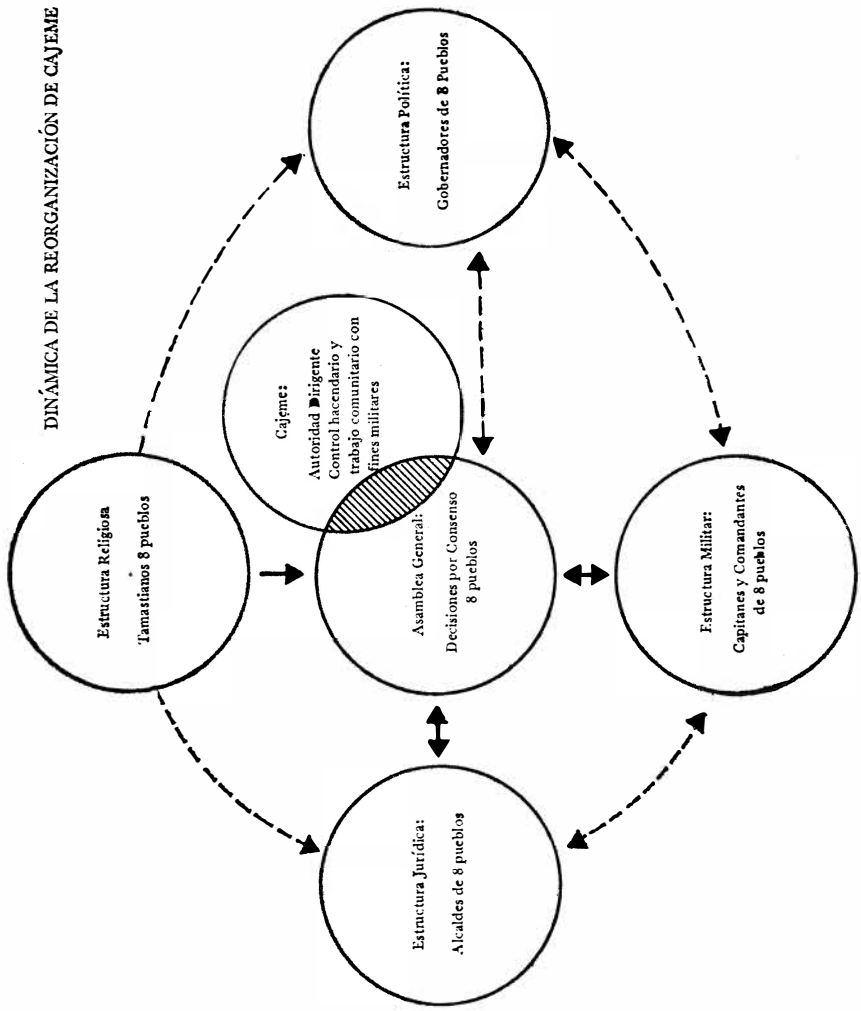 DINÁMICA DE LA REORGANIZACIÓN DE CAJEME
Estructura Religiosa
Tamastianos 8 pueblos
Estructura Política:
Gobernadores de 8 Pueblos
Cajeme:
Autoridad Dirigente
Control hacendario y
trabajo comunitario con
fines militares
Asamblea General:
Decisiones por Consenso
8 pueblos
Estructura Jurídica:
Alcaldes de 8 pueblos
Estructura Militar:
Capitanes y Comandantes
de 8 pueblos